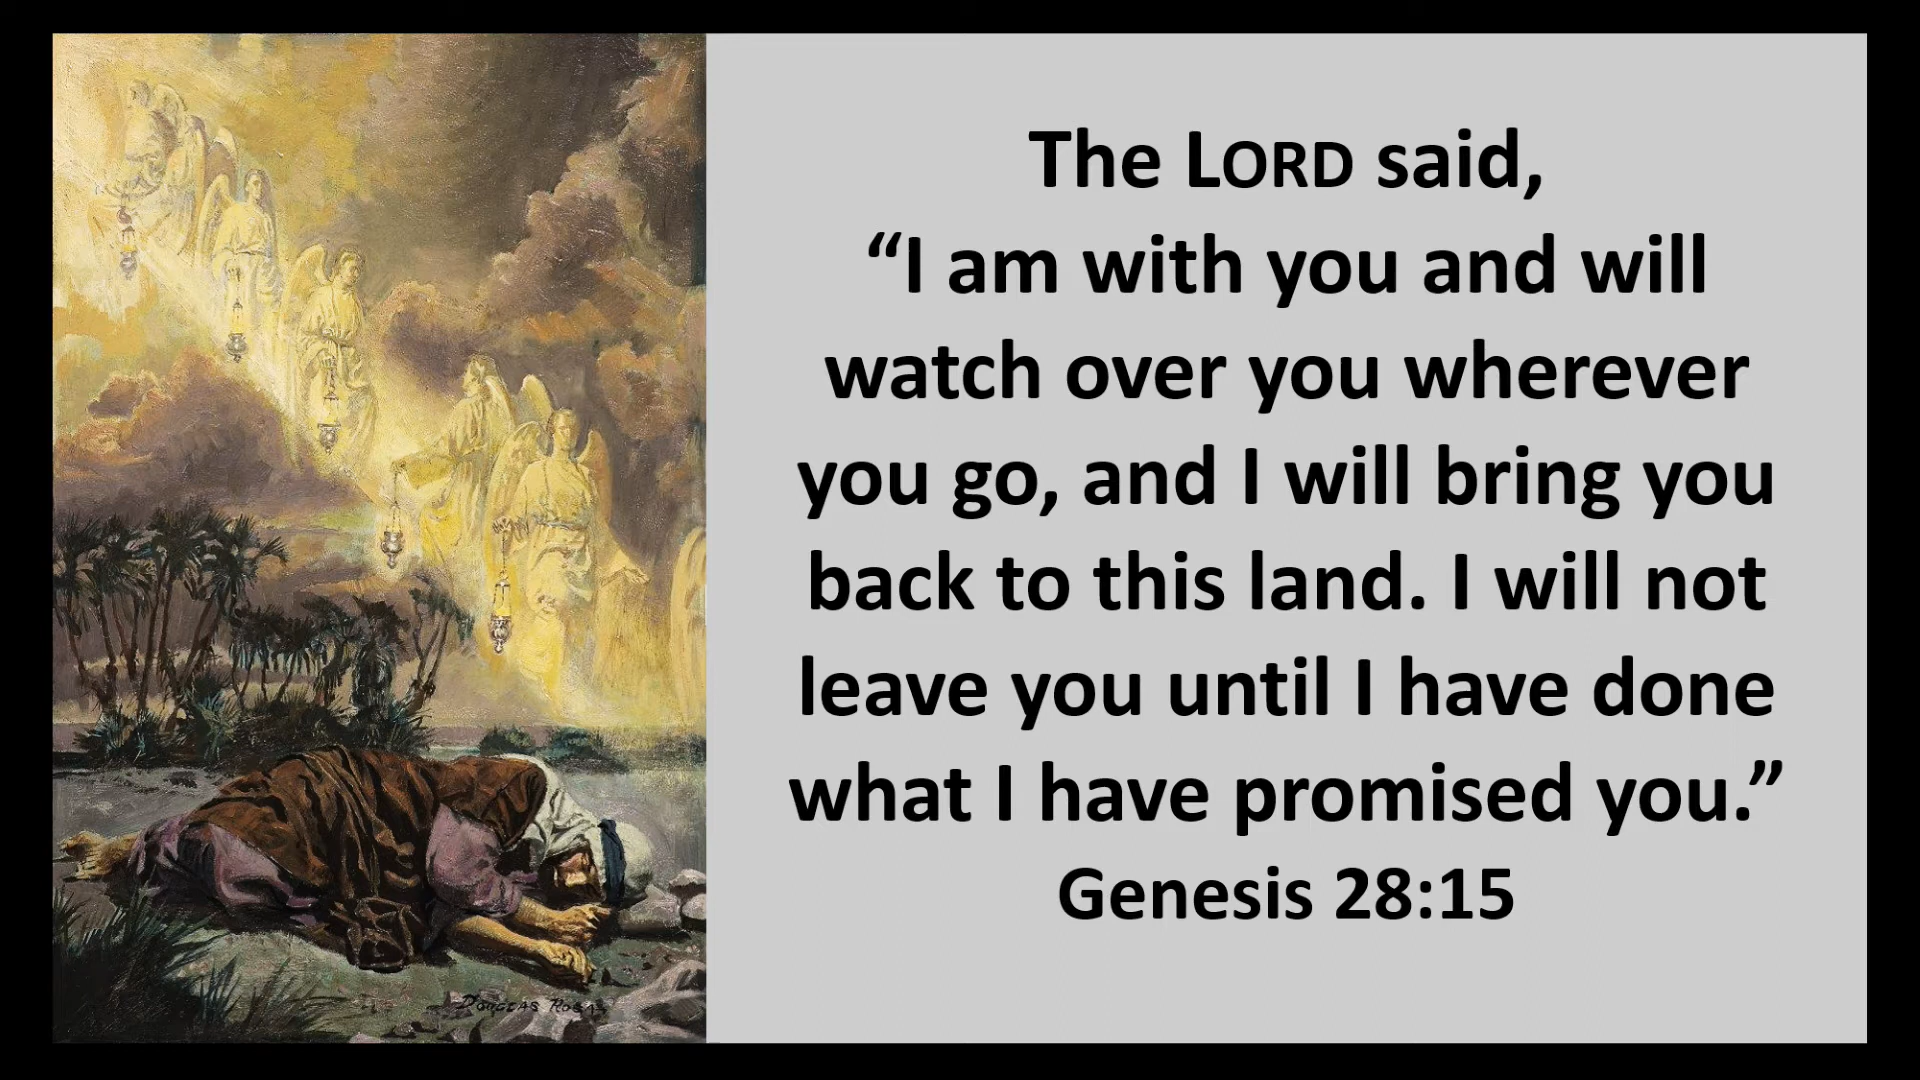 The LORD said,
“I am with you and will
watch over you wherever
you go, and I will bring you
back to this land. I will not
leave you until I have done
what I have promised you.”
Genesis 28:15
Douglas